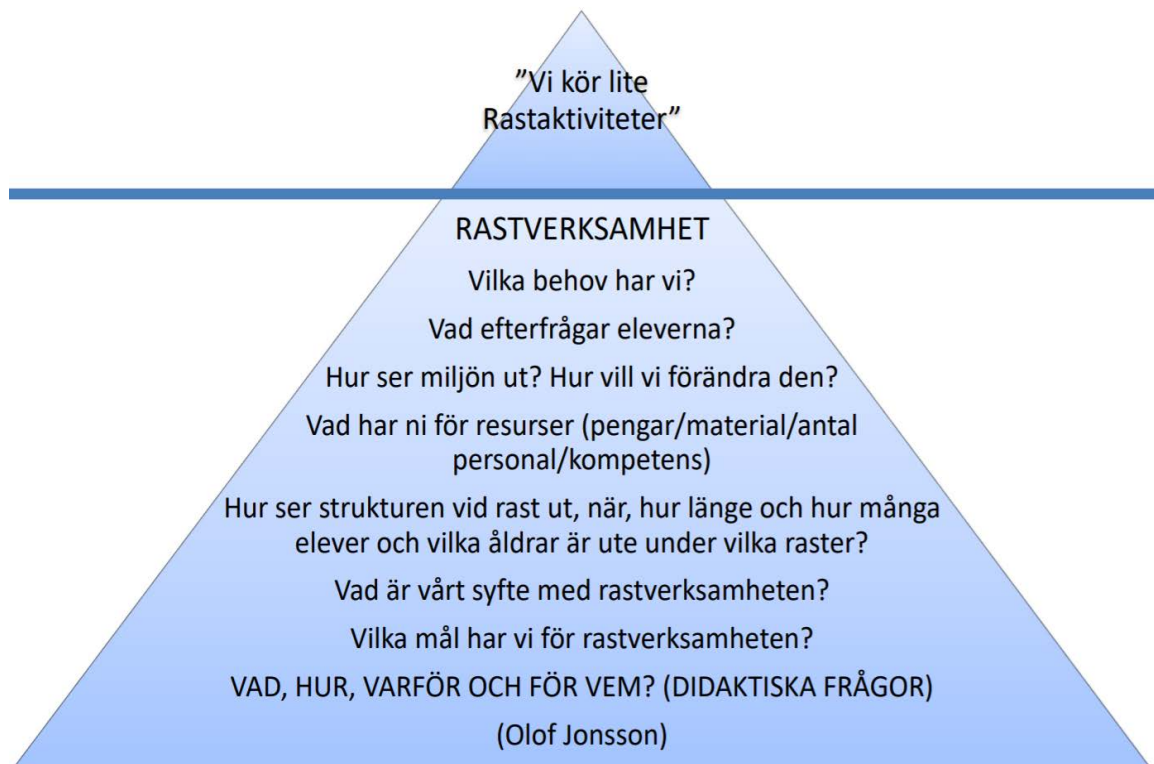 ”Vi kör lite
Rastaktiviteter”
RASTVERKSAMHET
Vilka behov har vi?
Vad efterfrågar eleverna?
Hur ser miljön ut? Hur vill vi förändra den?
Vad har ni för resurser (pengar/material/antal
personal/kompetens)
Hur ser strukturen vid rast ut, när, hur länge och hur många
elever och vilka åldrar är ute under vilka raster?
Vad är vårt syfte med rastverksamheten?
Vilka mål har vi för rastverksamheten?
VAD, HUR, VARFÖR OCH FÖR VEM? (DIDAKTISKA FRÅGOR)
(Olof Jonsson)